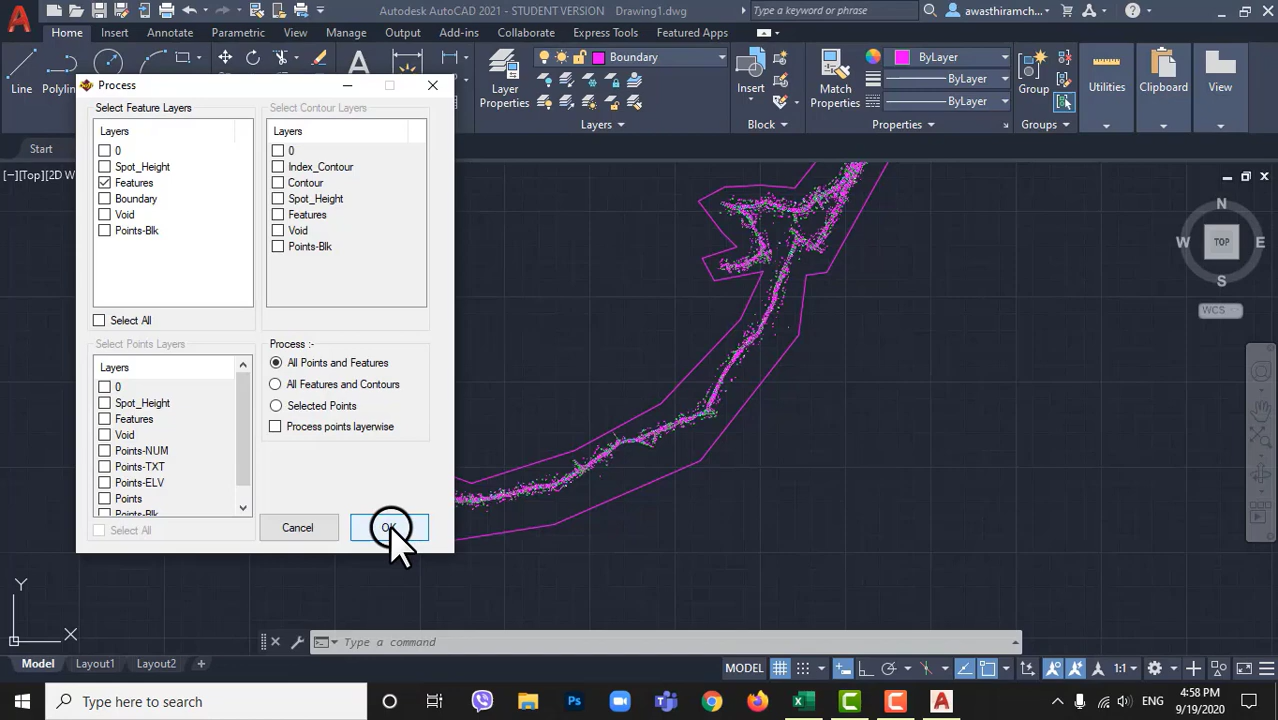 Autodesk AutoCAD 2021 - STUDENT VERSION Drawing1.dwg
Type a keyword or phrase
awasthiramch...
Home Insert Annotate Parametric View Manage Output Add-ins Collaborate Express Tools Featured Apps
Line
Boundary
Layer Properties
Layers
Insert
Block
Match Properties
ByLayer
ByLayer
ByLayer
Properties
Group
Groups
Utilities
Clipboard
View
Start
[−][Top][2D W
Process
Select Feature Layers
Layers
0
Spot_Height
Features
Boundary
Void
Points-Blk
Select All
Select Contour Layers
Layers
0
Index_Contour
Contour
Spot_Height
Features
Void
Points-Blk
Select Points Layers
Layers
0
Spot_Height
Features
Void
Points-NUM
Points-TXT
Points-ELV
Points
Points-Blk
Select All
Process :-
All Points and Features
All Features and Contours
Selected Points
Process points layerwise
Cancel
OK
N
W TOP E
S
WCS
Y
X
Type a command
Model Layout1 Layout2
MODEL
1:1
Type here to search
ENG
4:58 PM
9/19/2020